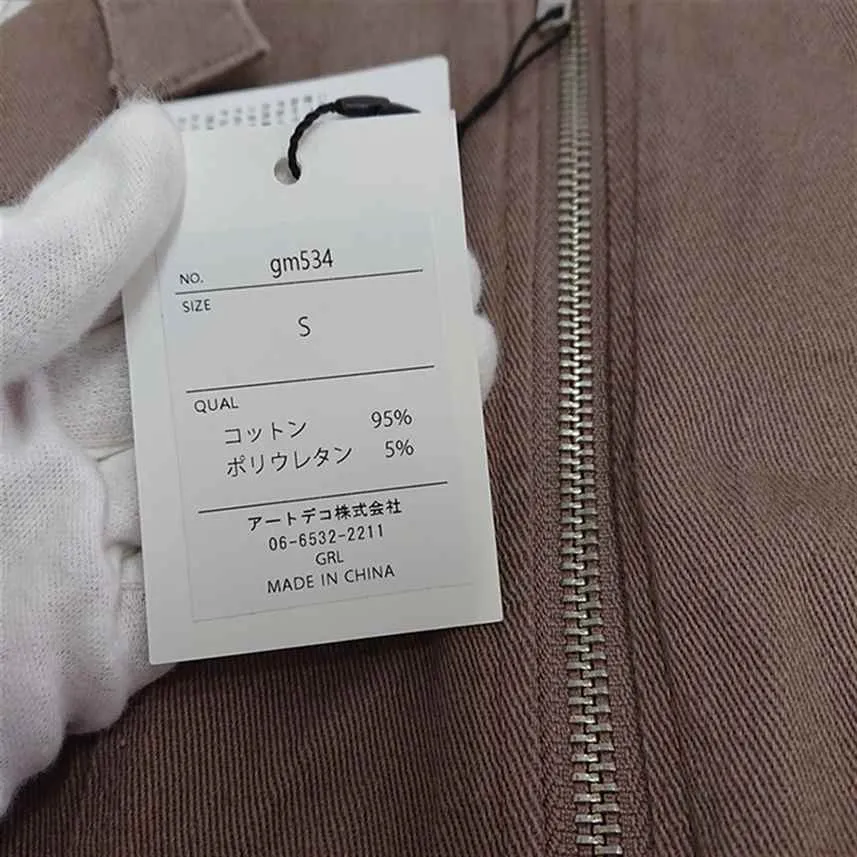 NO. gm534
SIZE
S
QUAL
コットン 95%
ポリウレタン 5%
アートデコ株式会社
06-6532-2211
GRL
MADE IN CHINA